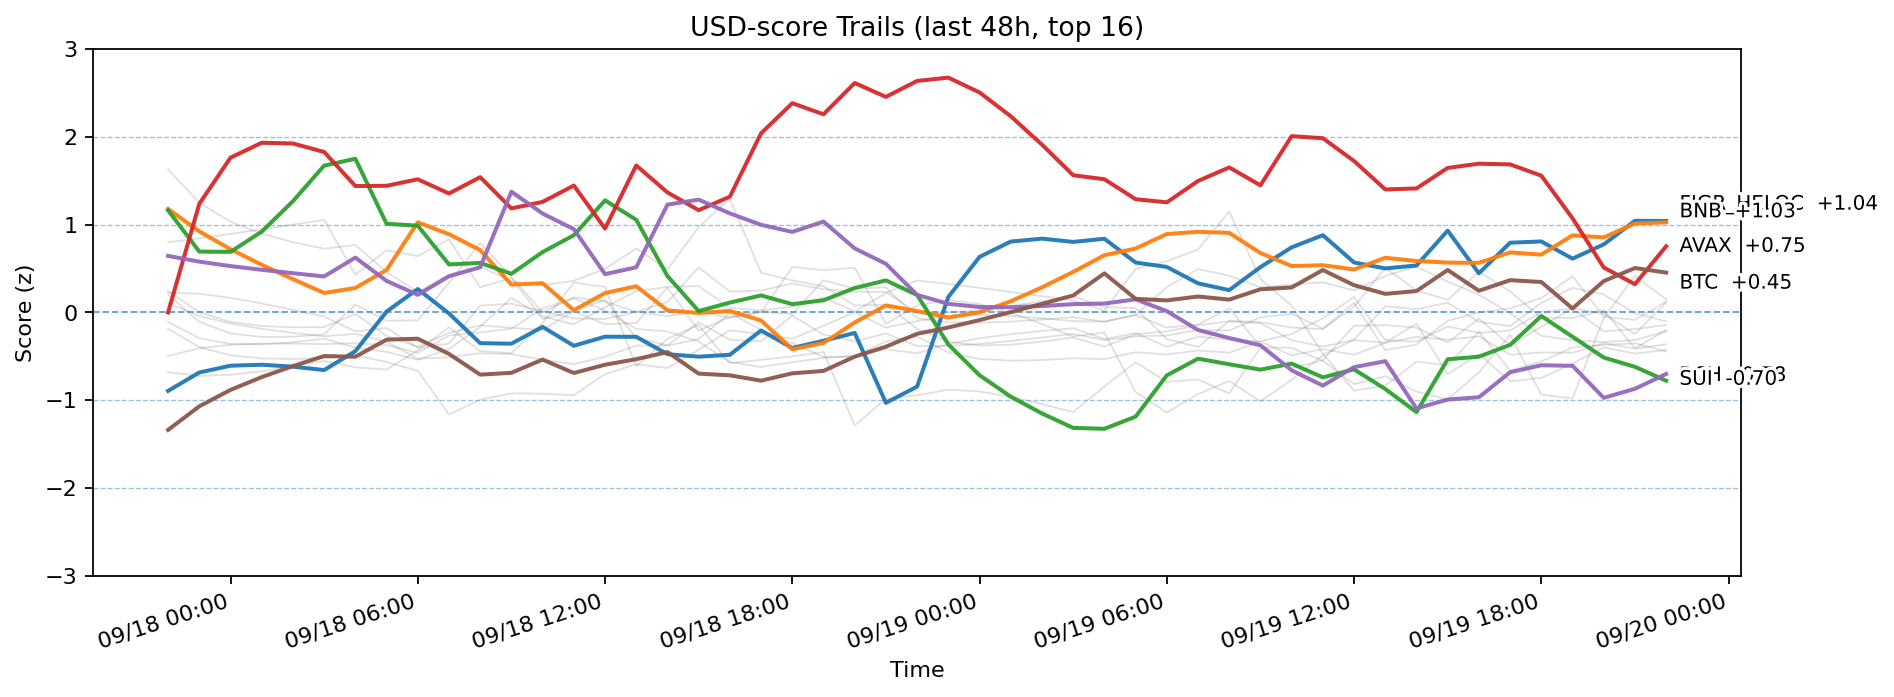 USD-score Trails (last 48h, top 16)
Score (z)
3
2
1
0
−1
−2
−3
+1.04
BNB +1.03
AVAX +0.75
BTC +0.45
SUI -0.70
09/18 00:00
09/18 06:00
09/18 12:00
09/18 18:00
09/19 00:00
09/19 06:00
09/19 12:00
09/19 18:00
09/20 00:00
Time